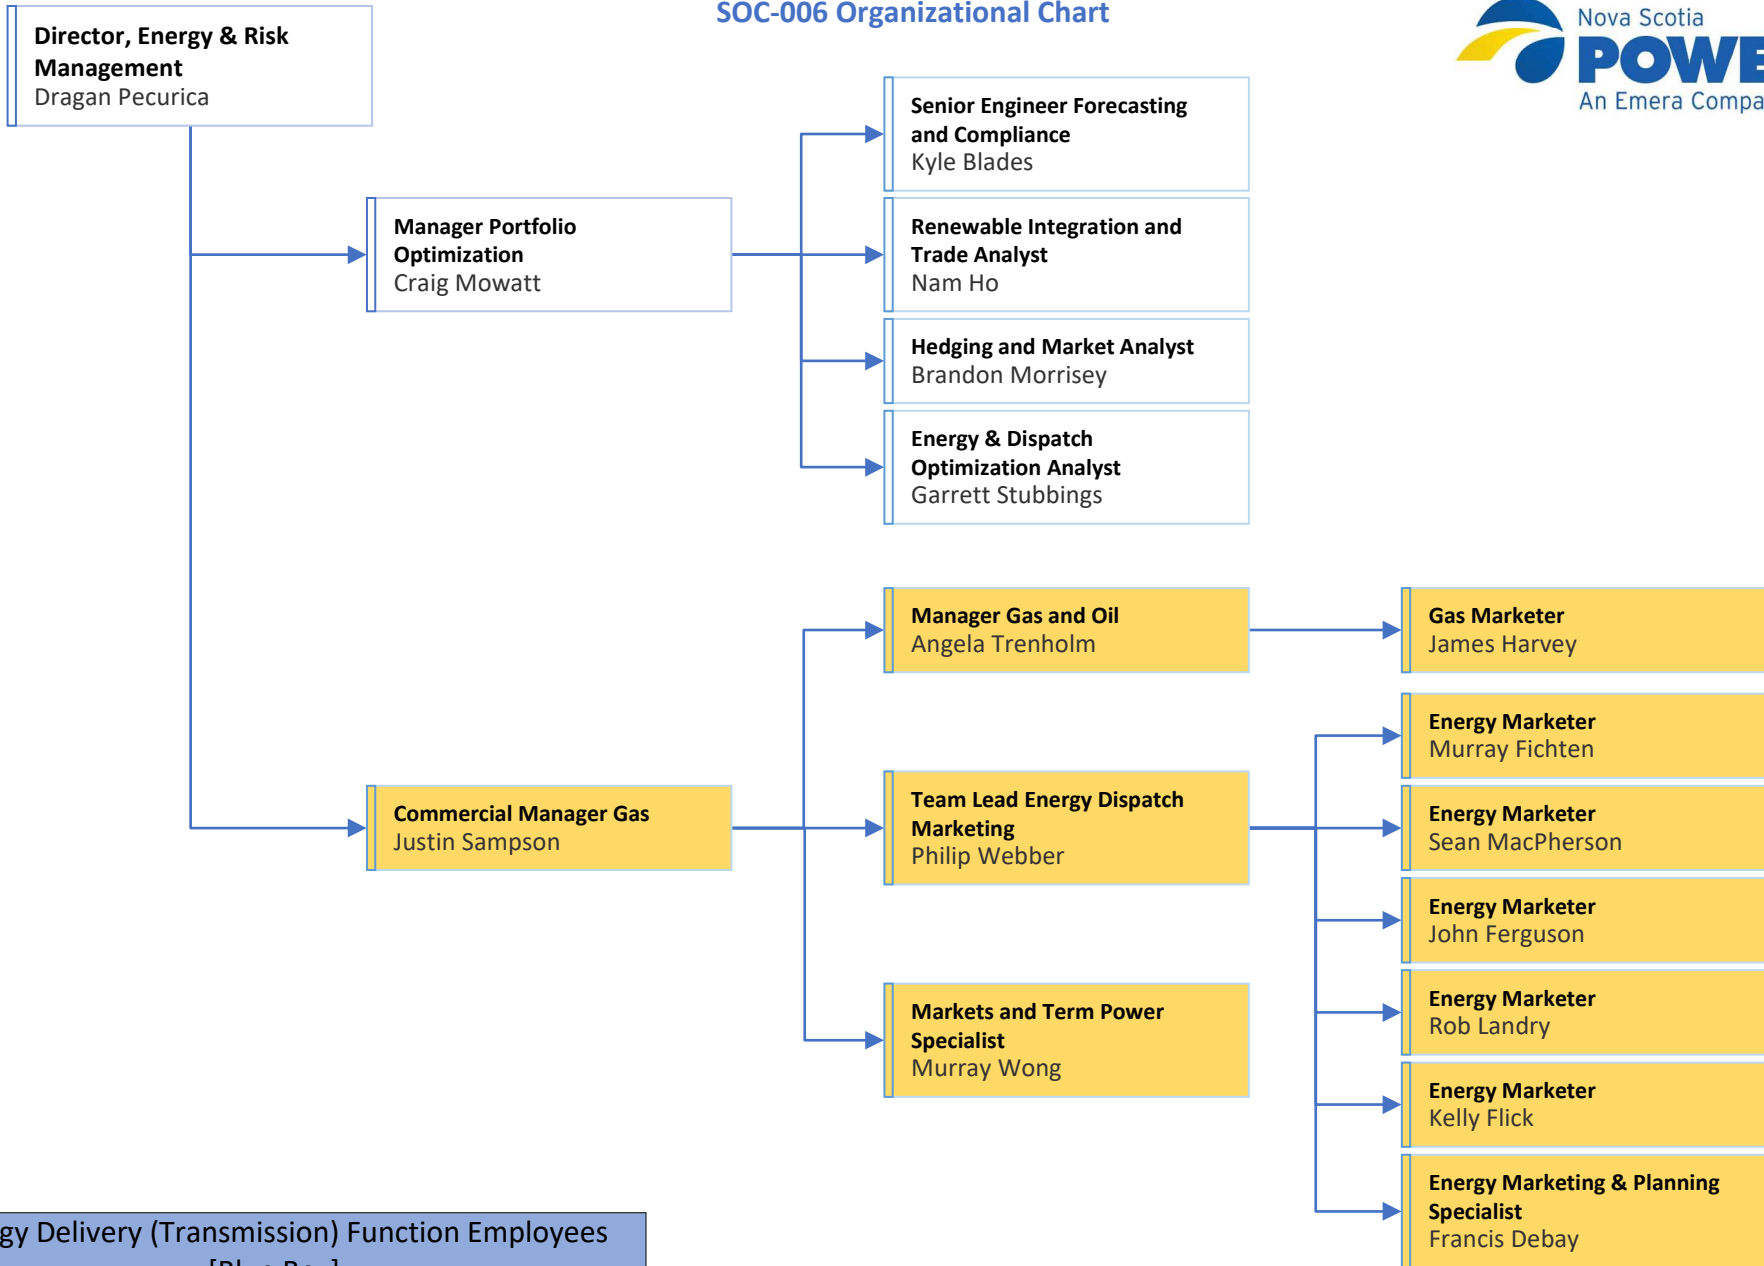 SOC-006 Organizational Chart
Nova Scotia
An Emera
Director, Energy & Risk
Management
Dragan Pecurica
Senior Engineer Forecasting
and Compliance
Kyle Blades
Manager Portfolio
Optimization
Craig Mowatt
Renewable Integration and
Trade Analyst
Nam Ho
Hedging and Market Analyst
Brandon Morrisey
Energy & Dispatch
Optimization Analyst
Garrett Stubbings
Manager Gas and Oil
Angela Trenholm
Gas Marketer
James Harvey
Energy Marketer
Murray Fichten
Commercial Manager Gas
Justin Sampson
Team Lead Energy Dispatch
Marketing
Philip Webber
Energy Marketer
Sean MacPherson
Energy Marketer
John Ferguson
Markets and Term Power
Specialist
Murray Wong
Energy Marketer
Rob Landry
Energy Marketer
Kelly Flick
Energy Marketing & Planning
Specialist
Francis Debay
Delivery (Transmission) Function Employees